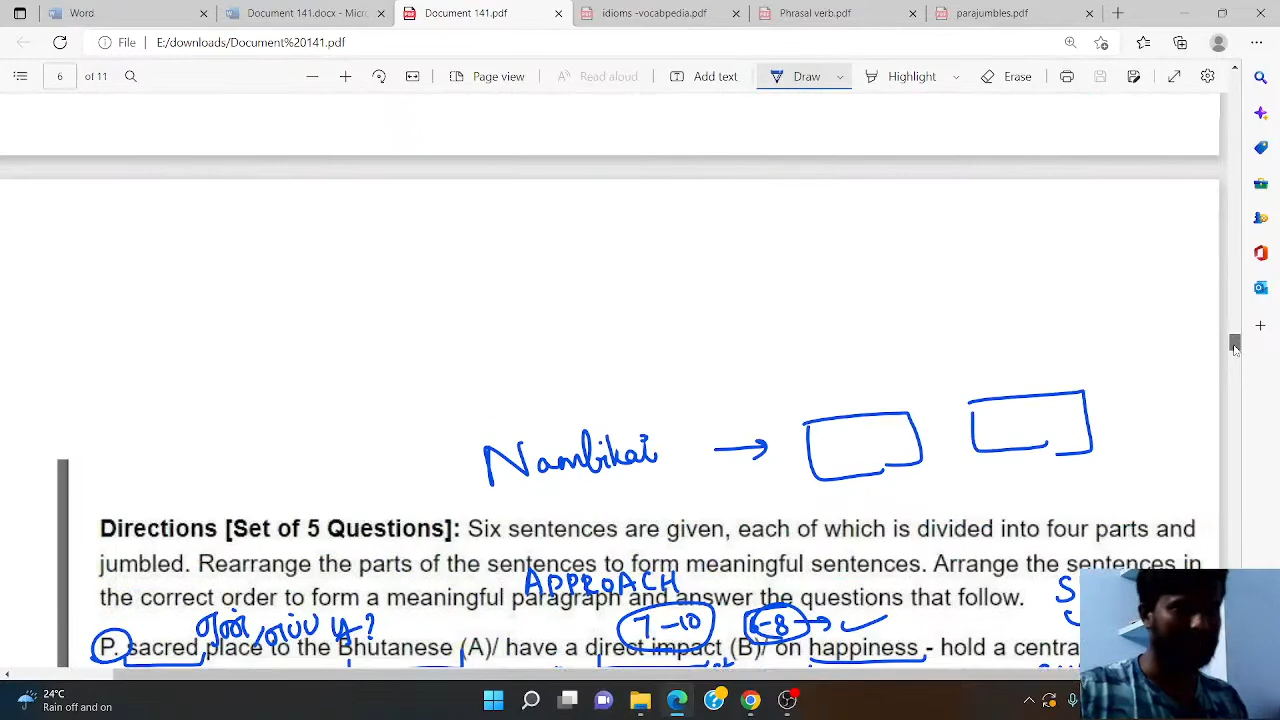 Word
Document 141.docx - Micro
Document 141.pdf
idioms -vocabpedia.pdf
Phrasal verb.pdf
parajumbles.pdf
File
E:/downloads/Document%20141.pdf
6 of 11
Page view
Read aloud
Add text
Draw
Highlight
Erase
Nambikai →
Directions [Set of 5 Questions]: Six sentences are given, each of which is divided into four parts and
jumbled. Rearrange the parts of the sentences to form meaningful sentences. Arrange the sentences in
APPROACH
the correct order to form a meaningful paragraph and answer the questions that follow.
S
7-10 6-8 → ✓
P. sacred place to the Bhutanese (A)/ have a direct impact (B)/ on happiness - hold a centra
24°C
Rain off and on